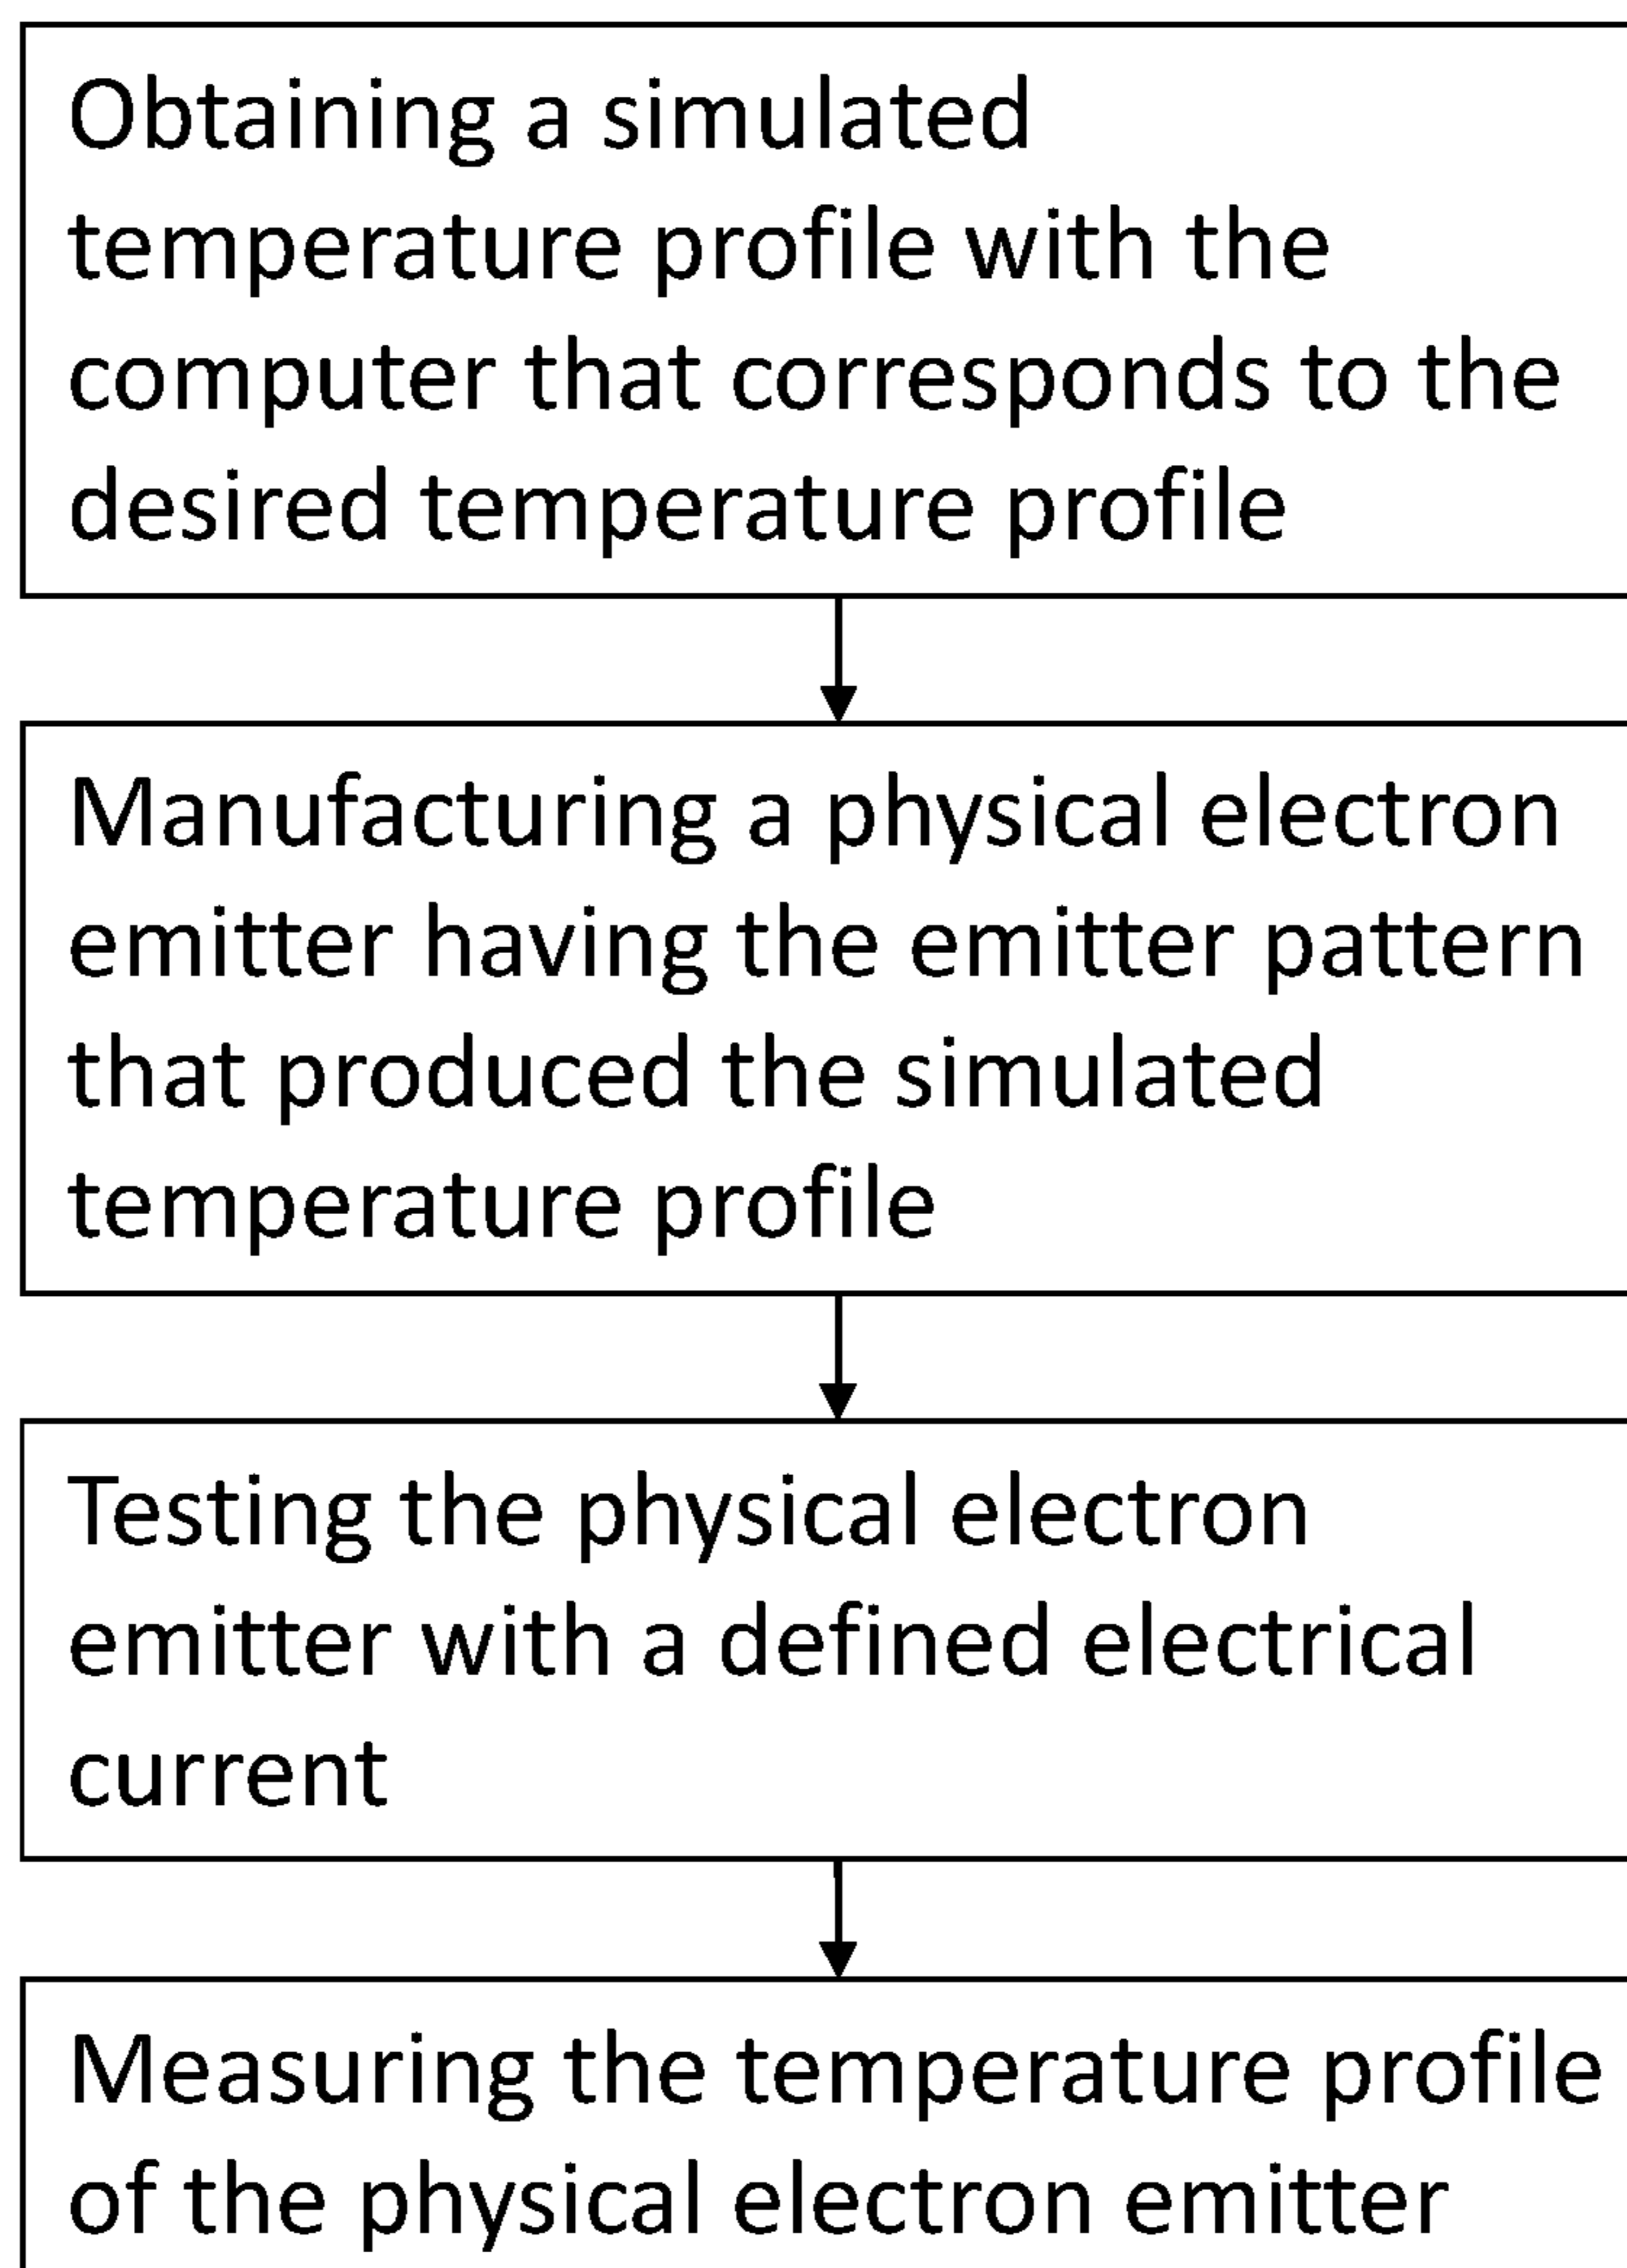 Obtaining a simulated
temperature profile with the
computer that corresponds to the
desired temperature profile
Manufacturing a physical electron
emitter having the emitter pattern
that produced the simulated
temperature profile
Testing the physical electron
emitter with a defined electrical
current
Measuring the temperature profile
of the physical electron emitter